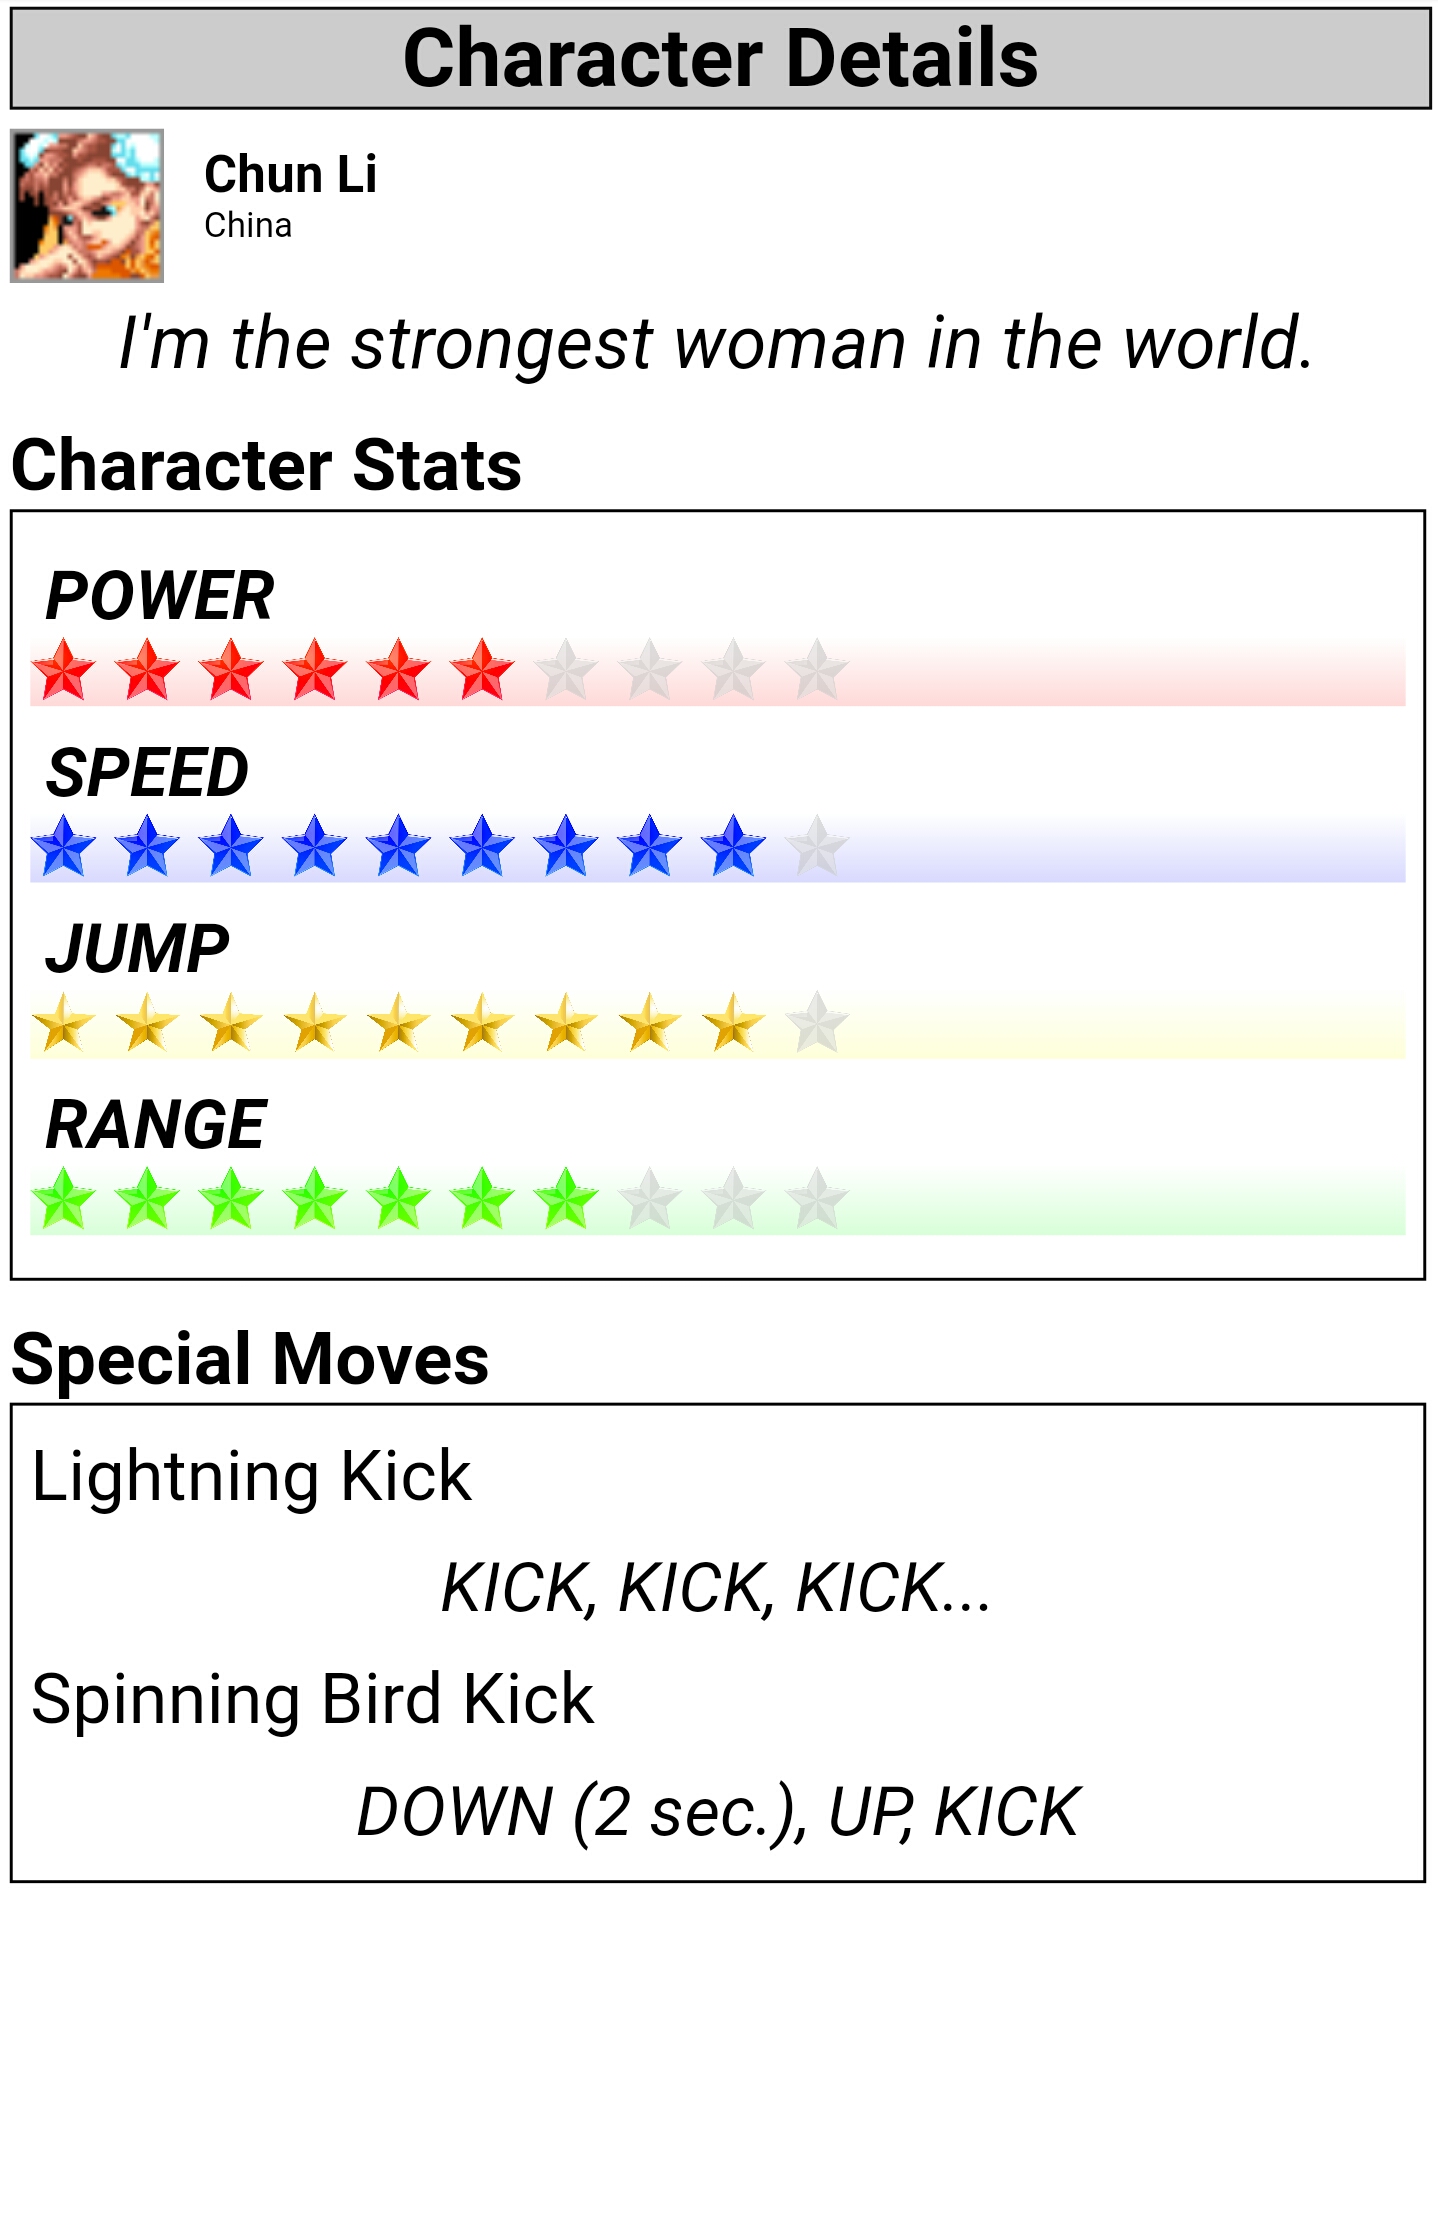 Character Details
Chun Li
China
I'm the strongest woman in the world.
Character Stats
POWER
SPEED
JUMP
RANGE
Special Moves
Lightning Kick
KICK, KICK, KICK...
Spinning Bird Kick
DOWN (2 sec.), UP, KICK